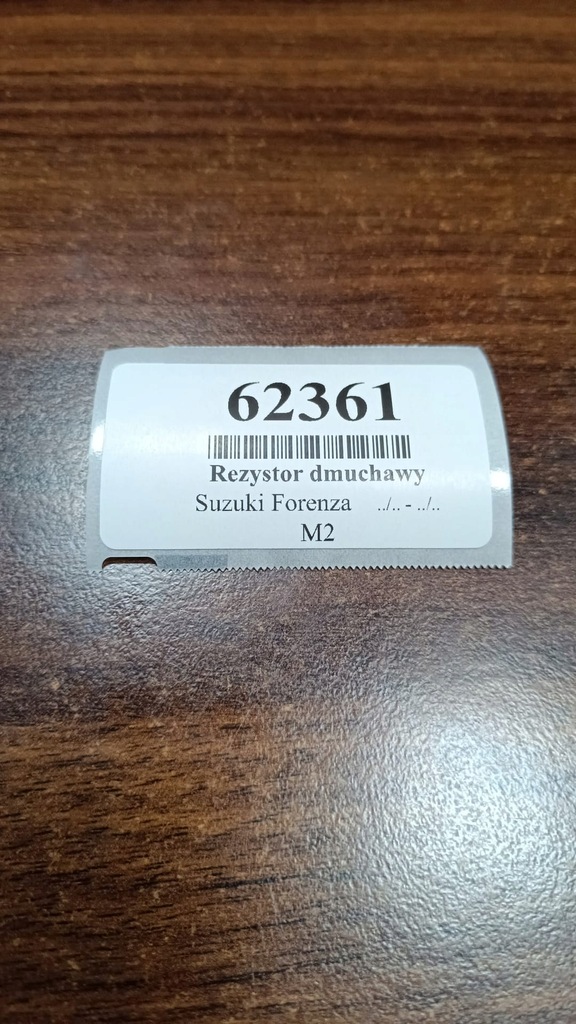 62361
Rezystor dmuchawy
Suzuki Forenza ../.. - ../..
M2